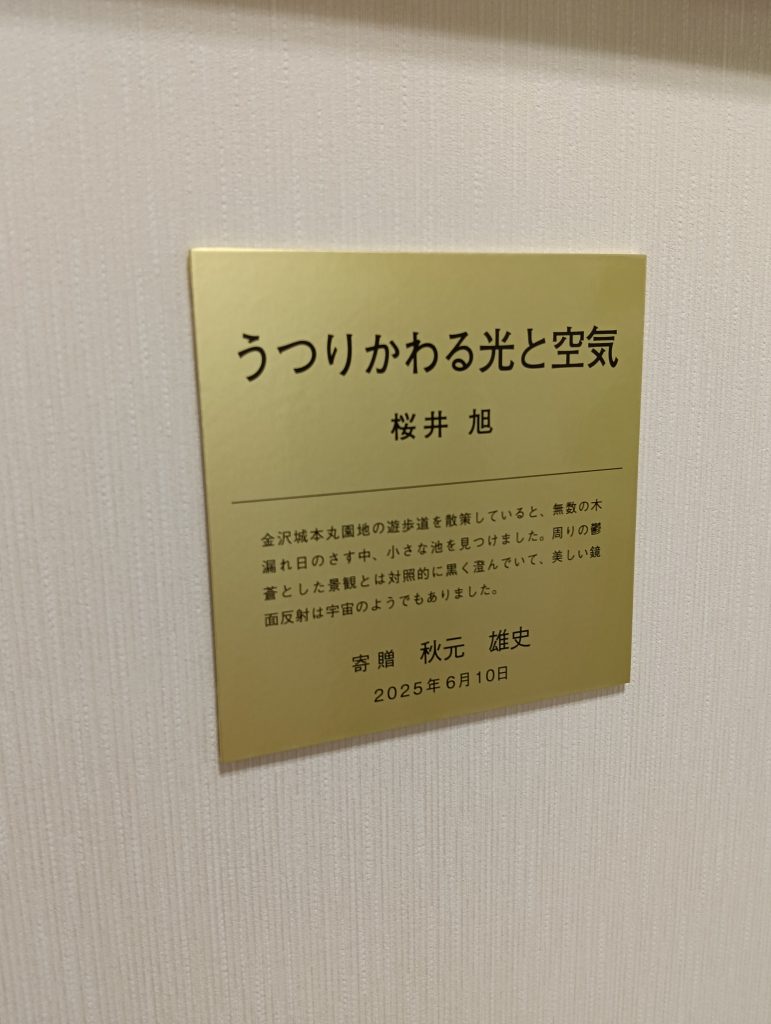 うつりかわる光と空気
桜井 旭
金沢城本丸園地の遊歩道を散策していると、無数の木
漏れ日のさす中、小さな池を見つけました。周りの鬱
蒼とした景観とは対照的に黒く澄んでいて、美しい鏡
面反射は宇宙のようでもありました。
寄贈 秋元 雄史
2025年6月10日